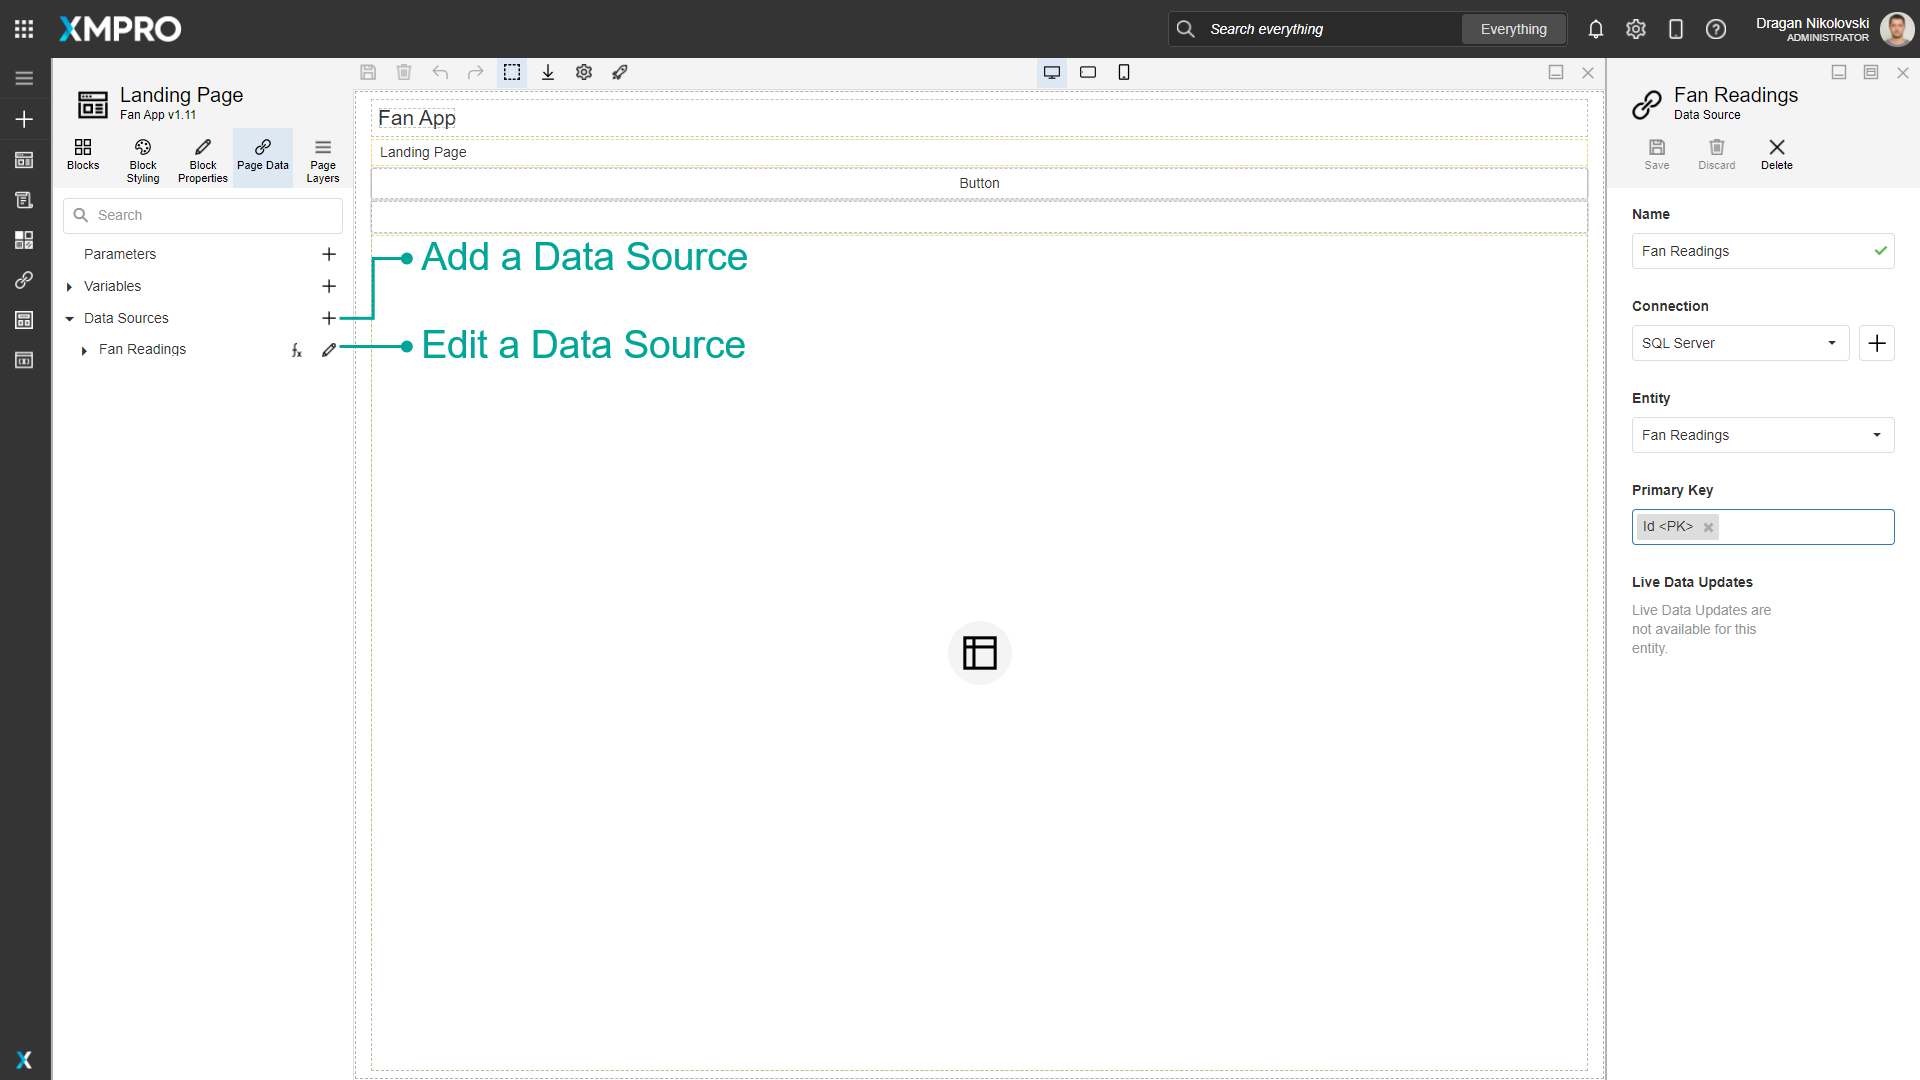 XMPRO
Search everything
Everything
Dragan Nikolovski
ADMINISTRATOR
Landing Page
Fan App v1.11
Blocks
Block Styling
Block Properties
Page Data
Page Layers
Search
Parameters
Variables
Data Sources
Fan Readings
fx
Fan App
Landing Page
Button
Add a Data Source
Edit a Data Source
Fan Readings
Data Source
Save
Discard
Delete
Name
Fan Readings
Connection
SQL Server
Entity
Fan Readings
Primary Key
Id <PK>
Live Data Updates
Live Data Updates are
not available for this
entity.